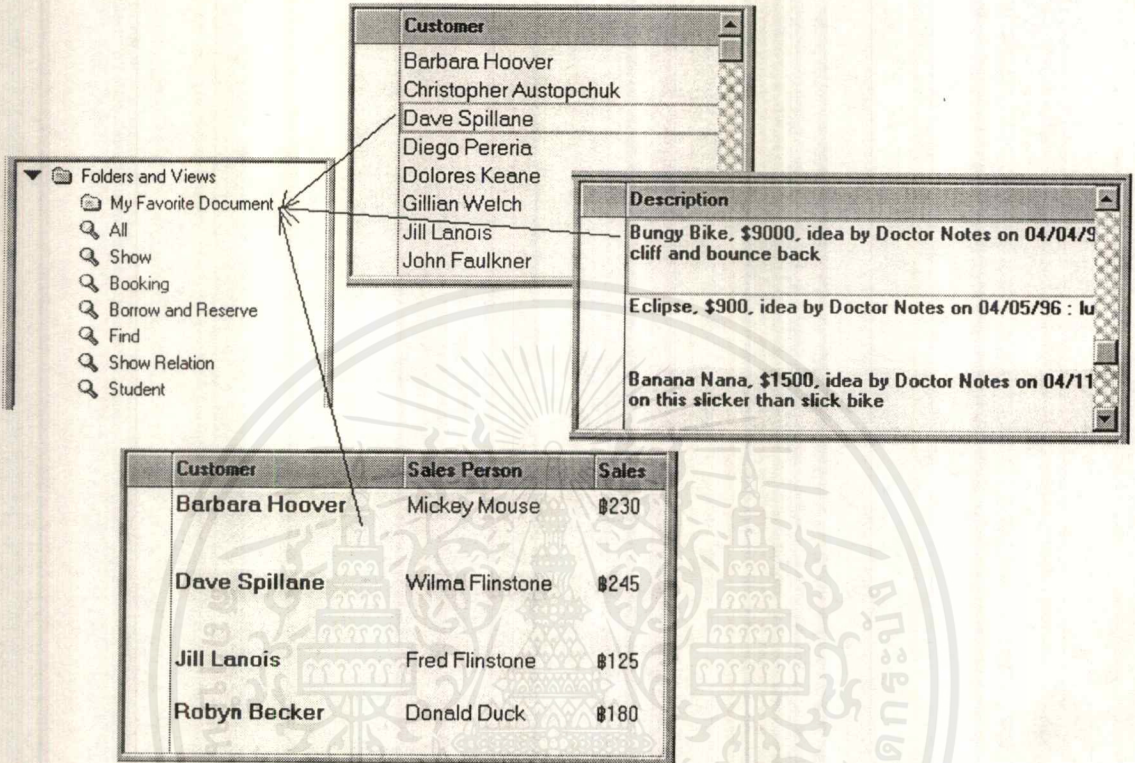 Customer
Barbara Hoover
Christopher Austopchuk
Dave Spillane
Diego Pereria
Dolores Keane
Gillian Welch
Jill Lanois
John Faulkner
Folders and Views
My Favorite Document
All
Show
Booking
Borrow and Reserve
Find
Show Relation
Student
Description
Bungy Bike, $9000, idea by Doctor Notes on 04/04/9
cliff and bounce back
Eclipse, $900, idea by Doctor Notes on 04/05/96 : lu
Banana Nana, $1500, idea by Doctor Notes on 04/11
on this slicker than slick bike
Customer Sales Person Sales
Barbara Hoover Mickey Mouse ฿230
Dave Spillane Wilma Flinstone ฿245
Jill Lanois Fred Flinstone ฿125
Robyn Becker Donald Duck ฿180